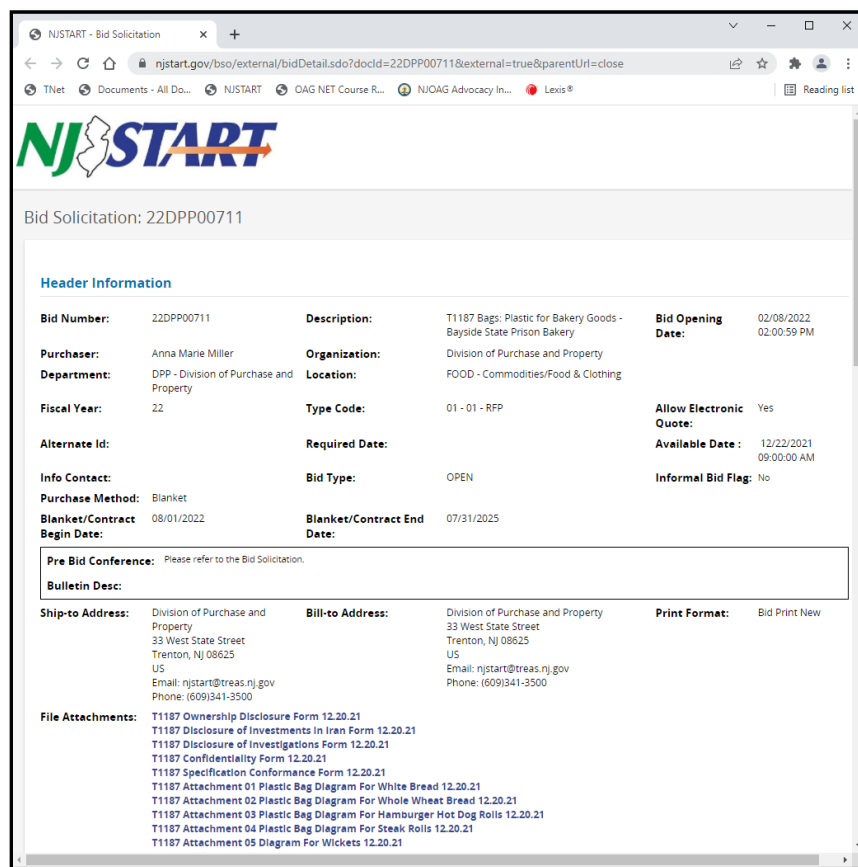 NJSTART - Bid Solicitation
njstart.gov/bso/external/bidDetail.sdo?docId=22DPP00711&external=true&parentUrl=close
TNet Documents - All Do... NJSTART OAG NET Course R... NJOAG Advocacy In... Lexis® Reading list
NJSTART
Bid Solicitation: 22DPP00711
Header Information
Bid Number: 22DPP00711 Description: T1187 Bags: Plastic for Bakery Goods - Bid Opening 02/08/2022
Bayside State Prison Bakery Date: 02:00:59 PM
Purchaser: Anna Marie Miller Organization: Division of Purchase and Property
Department: DPP - Division of Purchase and Location: FOOD - Commodities/Food & Clothing
Property
Fiscal Year: 22 Type Code: 01 - 01 - RFP Allow Electronic Yes
Quote:
Alternate Id: Required Date: Available Date : 12/22/2021
09:00:00 AM
Info Contact: Bid Type: OPEN Informal Bid Flag: No
Purchase Method: Blanket
Blanket/Contract 08/01/2022 Blanket/Contract End 07/31/2025
Begin Date: Date:
Pre Bid Conference: Please refer to the Bid Solicitation.
Bulletin Desc:
Ship-to Address: Division of Purchase and Bill-to Address: Division of Purchase and Property Print Format: Bid Print New
Property 33 West State Street
33 West State Street Trenton, NJ 08625
Trenton, NJ 08625 US
US Email: njstart@treas.nj.gov
Email: njstart@treas.nj.gov Phone: (609)341-3500
Phone: (609)341-3500
File Attachments: T1187 Ownership Disclosure Form 12.20.21
T1187 Disclosure of Investments in Iran Form 12.20.21
T1187 Disclosure of Investigations Form 12.20.21
T1187 Confidentiality Form 12.20.21
T1187 Specification Conformance Form 12.20.21
T1187 Attachment 01 Plastic Bag Diagram For White Bread 12.20.21
T1187 Attachment 02 Plastic Bag Diagram For Whole Wheat Bread 12.20.21
T1187 Attachment 03 Plastic Bag Diagram For Hamburger Hot Dog Rolls 12.20.21
T1187 Attachment 04 Plastic Bag Diagram For Steak Rolls 12.20.21
T1187 Attachment 05 Diagram For Wickets 12.20.21